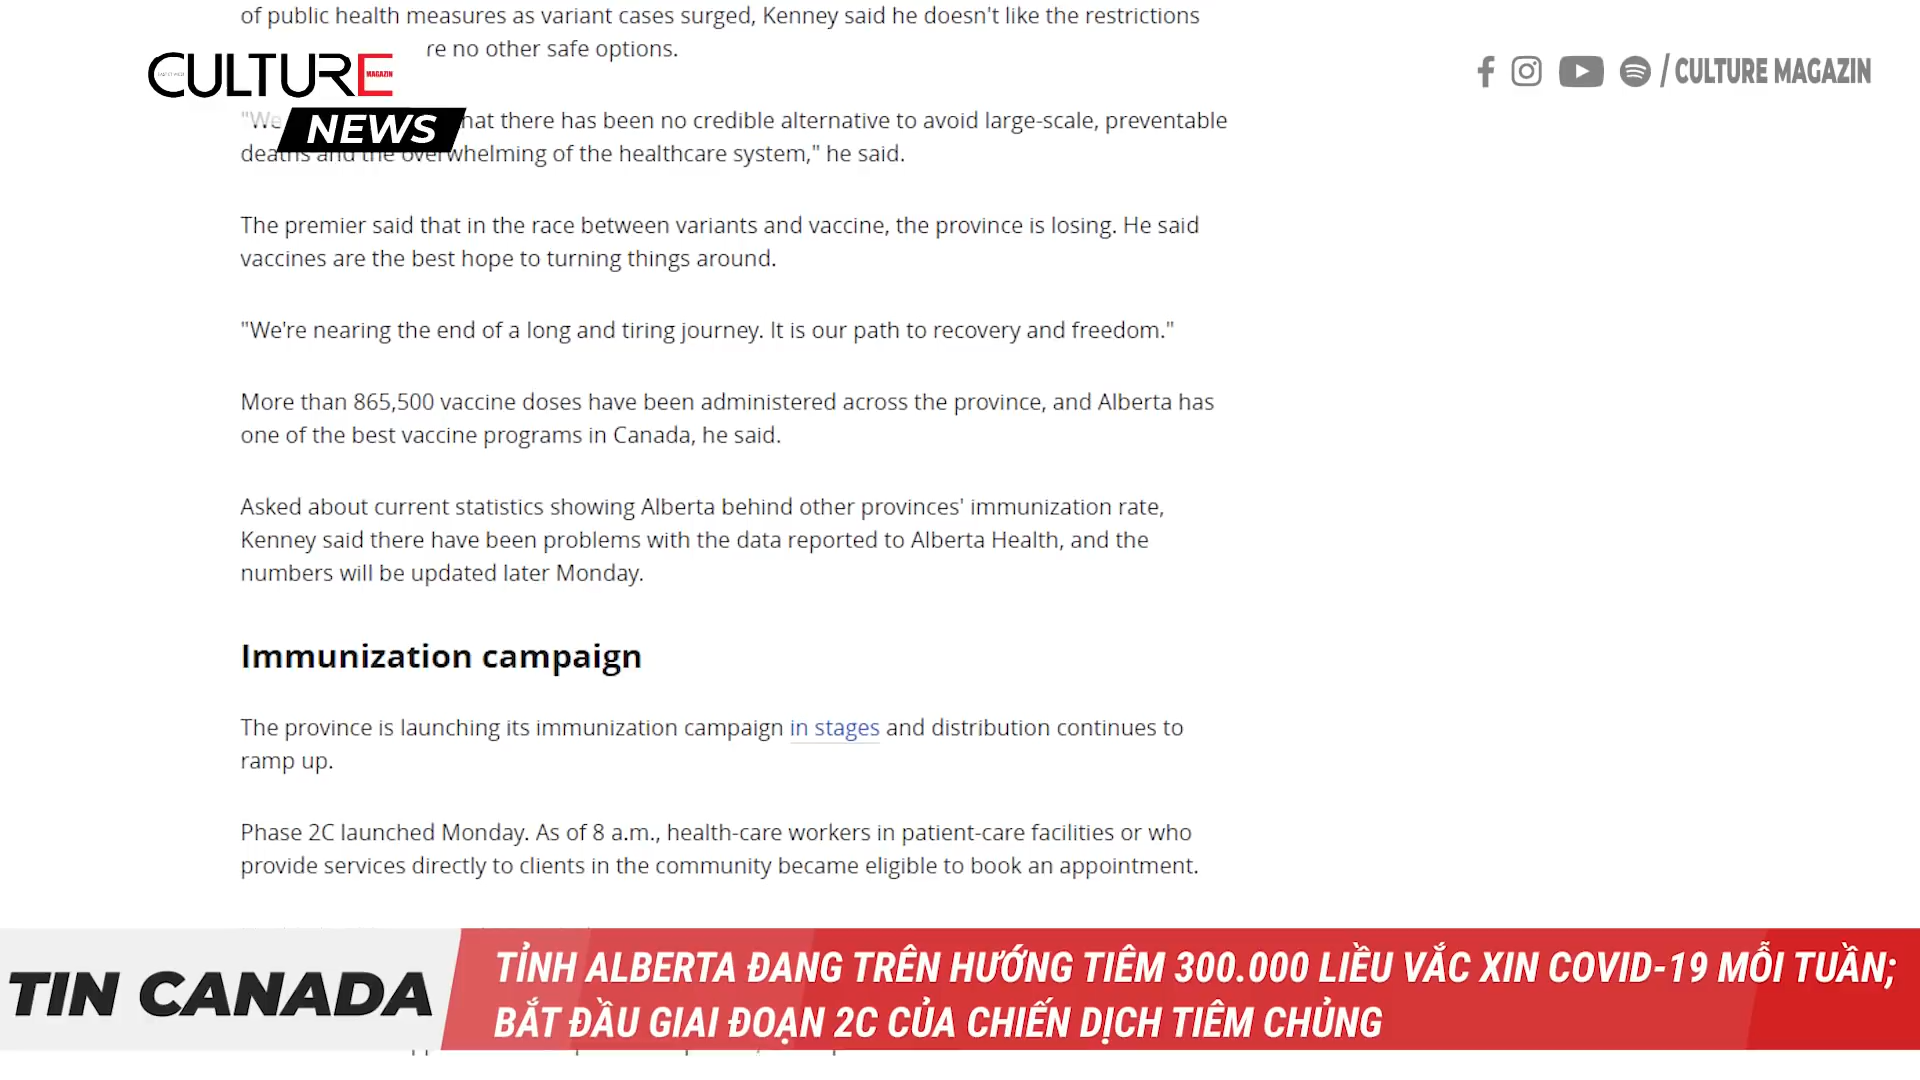 of public health measures as variant cases surged, Kenney said he doesn't like the restrictions
re no other safe options.
CULTURE
MAGAZIN
NEWS
/ CULTURE MAGAZIN
"We hat there has been no credible alternative to avoid large-scale, preventable
deaths and the overwhelming of the healthcare system," he said.
The premier said that in the race between variants and vaccine, the province is losing. He said
vaccines are the best hope to turning things around.
"We're nearing the end of a long and tiring journey. It is our path to recovery and freedom."
More than 865,500 vaccine doses have been administered across the province, and Alberta has
one of the best vaccine programs in Canada, he said.
Asked about current statistics showing Alberta behind other provinces' immunization rate,
Kenney said there have been problems with the data reported to Alberta Health, and the
numbers will be updated later Monday.
Immunization campaign
The province is launching its immunization campaign in stages and distribution continues to
ramp up.
Phase 2C launched Monday. As of 8 a.m., health-care workers in patient-care facilities or who
provide services directly to clients in the community became eligible to book an appointment.
TIN CANADA
TỈNH ALBERTA ĐANG TRÊN HƯỚNG TIÊM 300.000 LIỀU VẮC XIN COVID-19 MỖI TUẦN;
BẮT ĐẦU GIAI ĐOẠN 2C CỦA CHIẾN DỊCH TIÊM CHỦNG